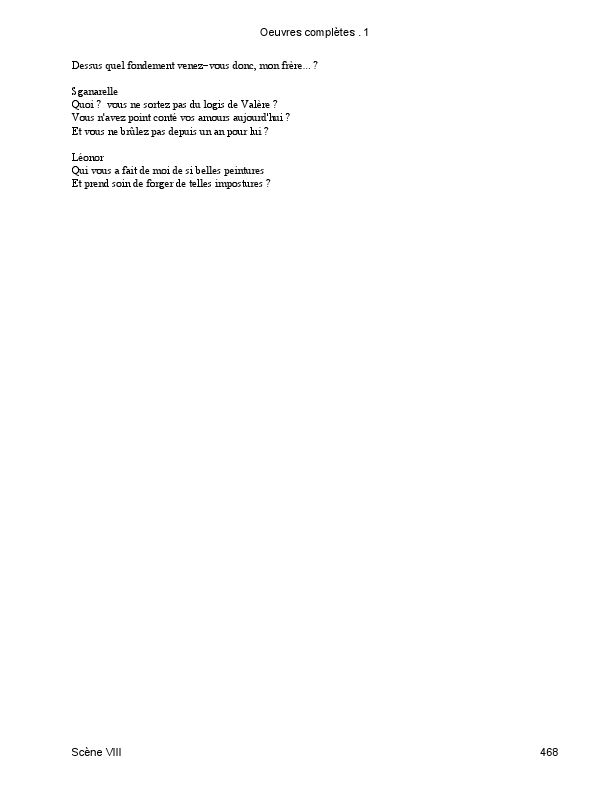 Oeuvres complètes . 1
Dessus quel fondement venez-vous donc, mon frère... ?
Sganarelle
Quoi ? vous ne sortez pas du logis de Valère ?
Vous n'avez point conté vos amours aujourd'hui ?
Et vous ne brûlez pas depuis un an pour lui ?
Léonor
Qui vous a fait de moi de si belles peintures
Et prend soin de forger de telles impostures ?
Scène VIII
468